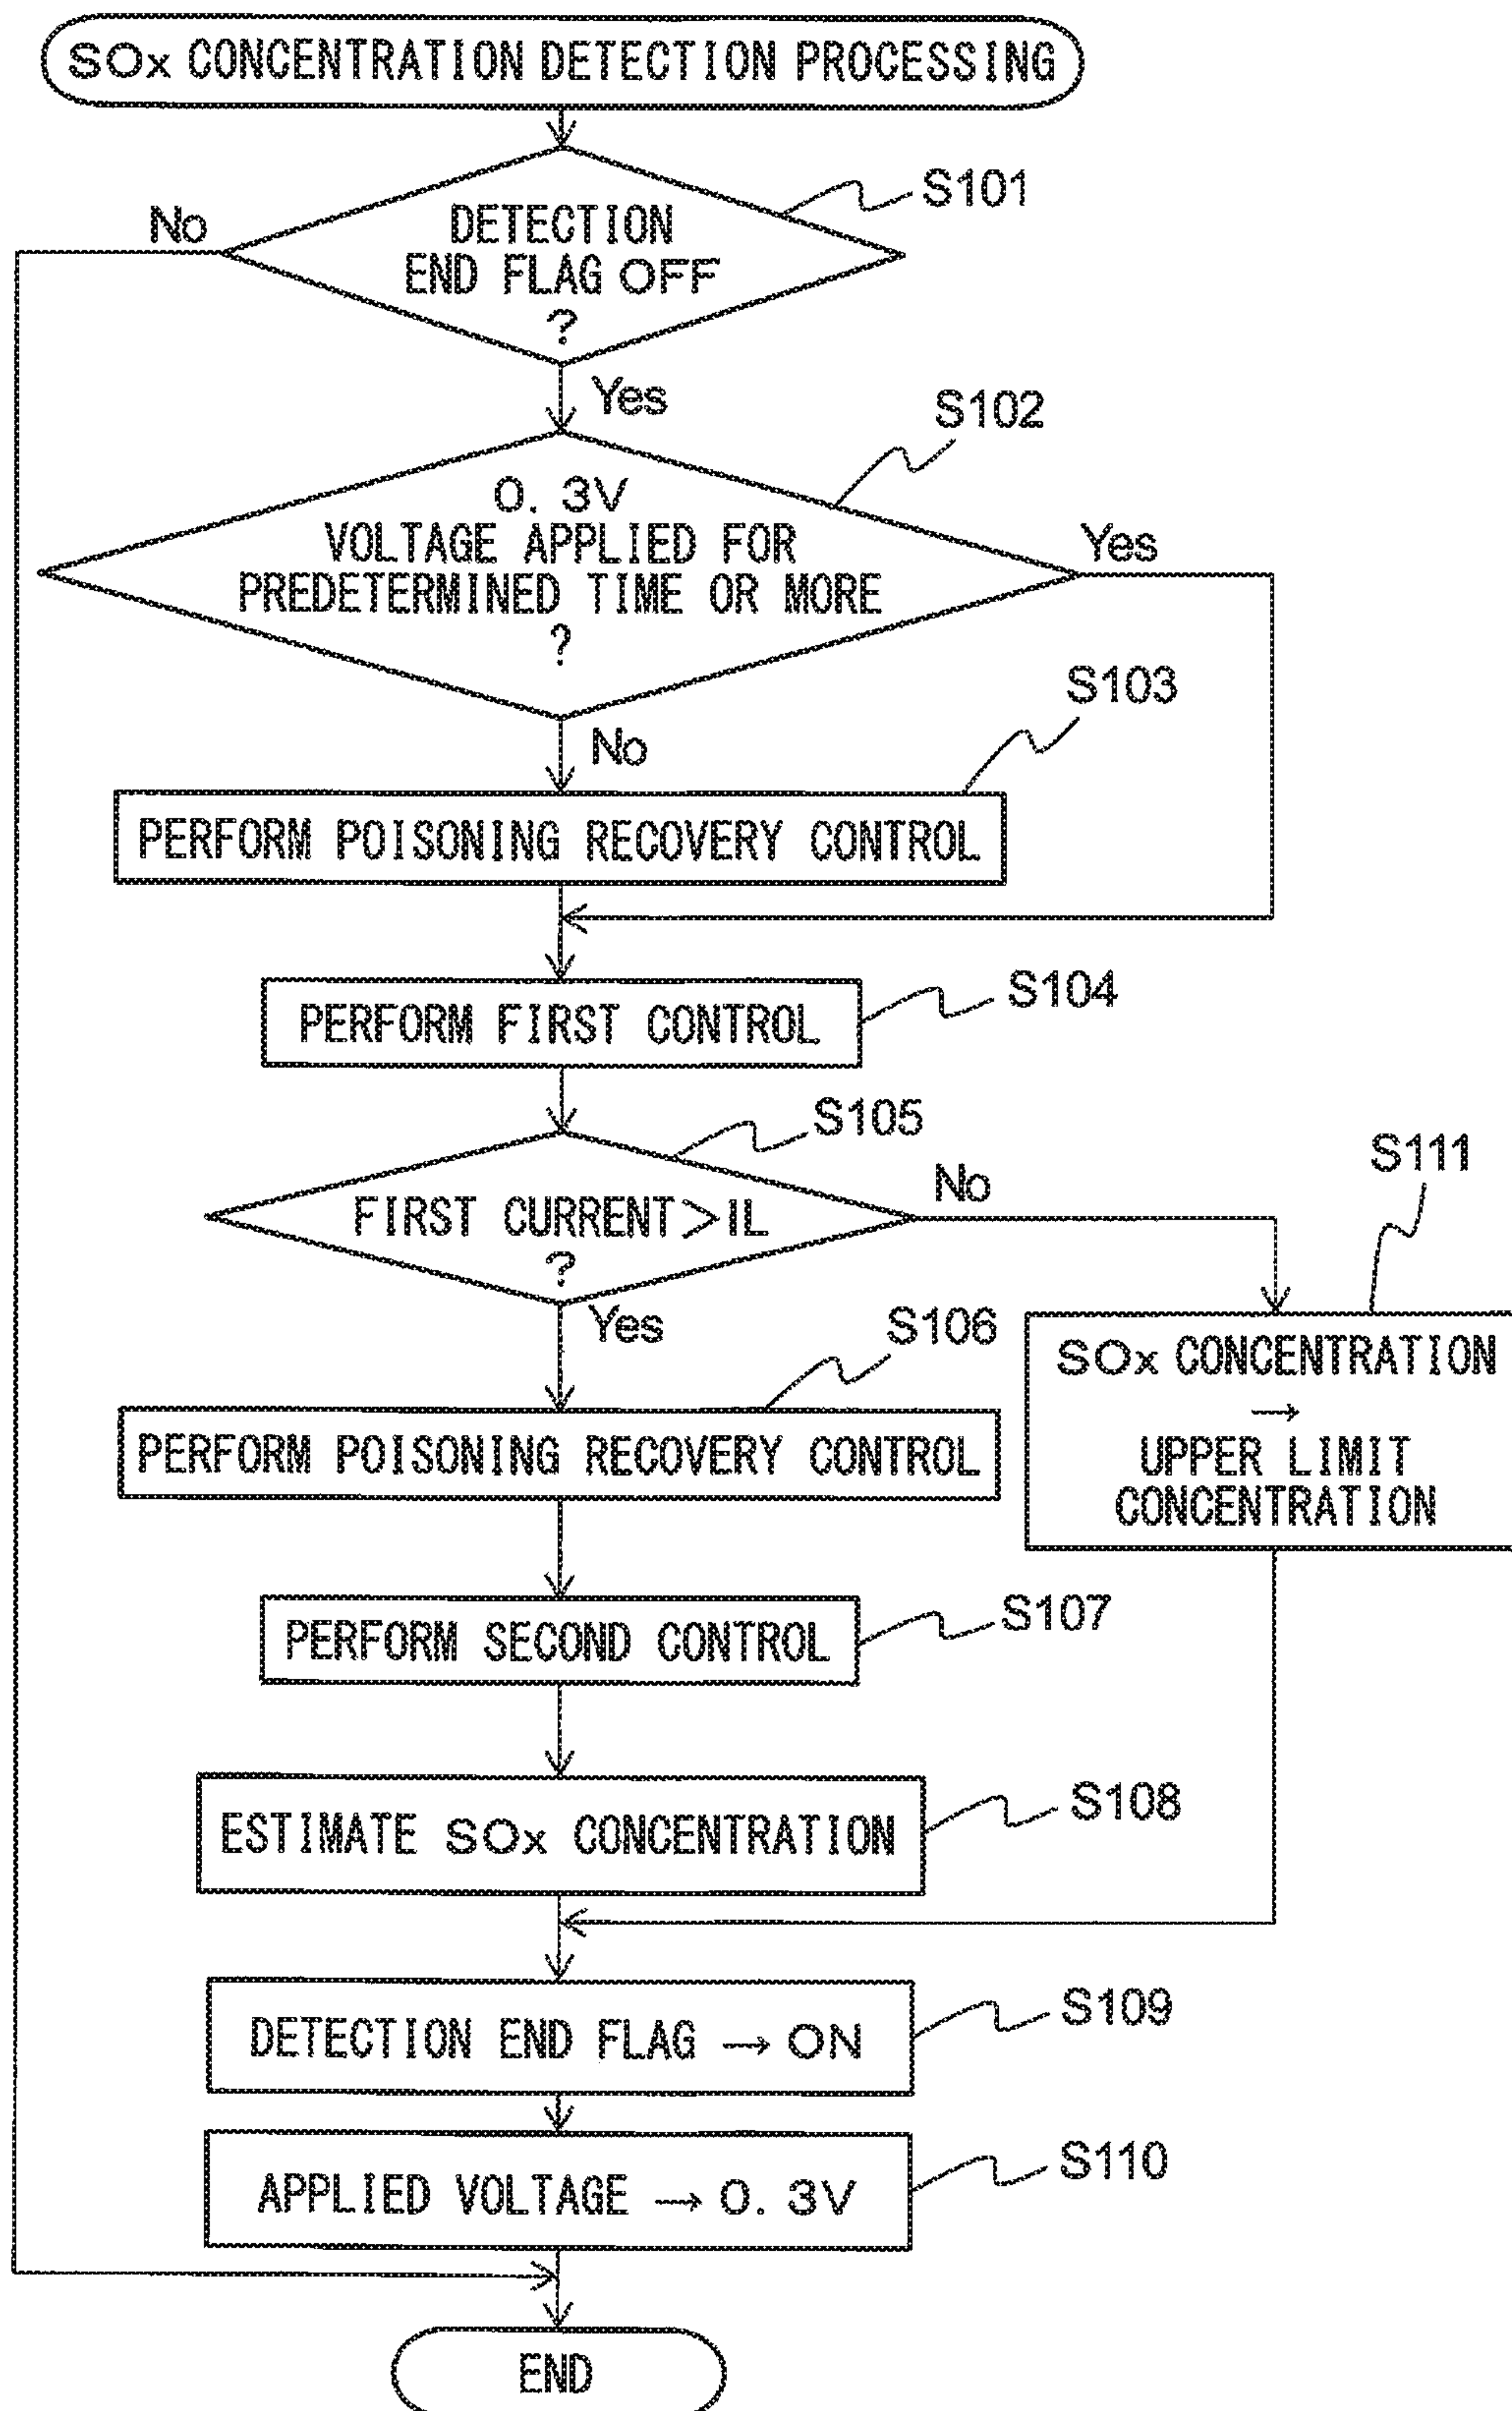 SOx CONCENTRATION DETECTION PROCESSING
S101
No
DETECTION
END FLAG OFF
?
Yes
S102
0. 3V
VOLTAGE APPLIED FOR
PREDETERMINED TIME OR MORE
?
Yes
S103
No
PERFORM POISONING RECOVERY CONTROL
S104
PERFORM FIRST CONTROL
S105
S111
No
FIRST CURRENT>IL
?
Yes
S106
SOx CONCENTRATION
→
UPPER LIMIT
CONCENTRATION
PERFORM POISONING RECOVERY CONTROL
S107
PERFORM SECOND CONTROL
S108
ESTIMATE SOx CONCENTRATION
S109
DETECTION END FLAG → ON
S110
APPLIED VOLTAGE → 0. 3V
END